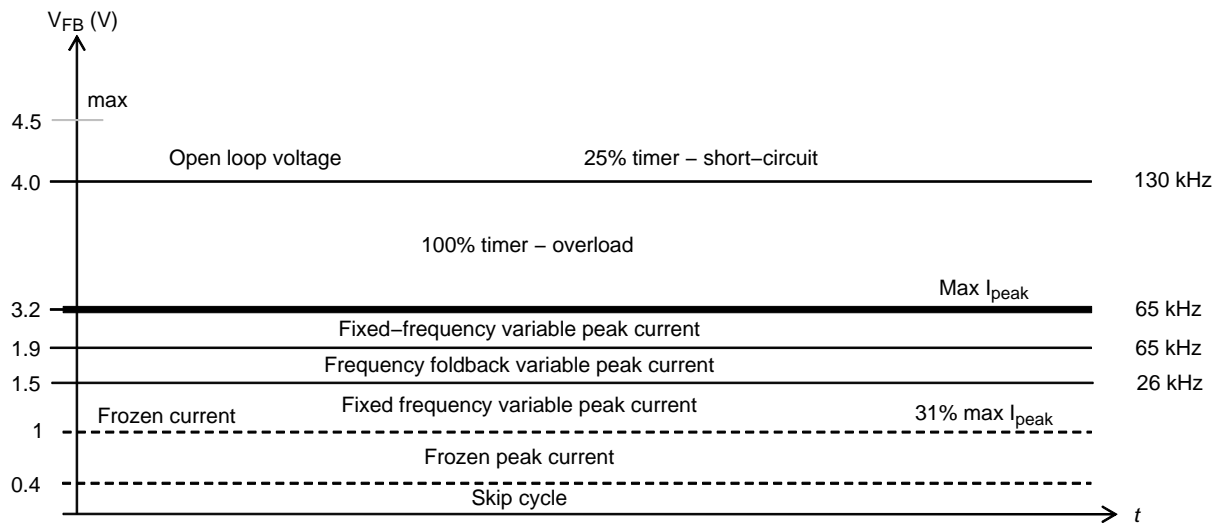 V_FB (V)
max
4.5
Open loop voltage 25% timer − short−circuit
4.0 130 kHz
100% timer − overload
Max I_peak
3.2 65 kHz
Fixed−frequency variable peak current
1.9 65 kHz
Frequency foldback variable peak current
1.5 26 kHz
Fixed frequency variable peak current
Frozen current 31% max I_peak
1
Frozen peak current
0.4
Skip cycle
t